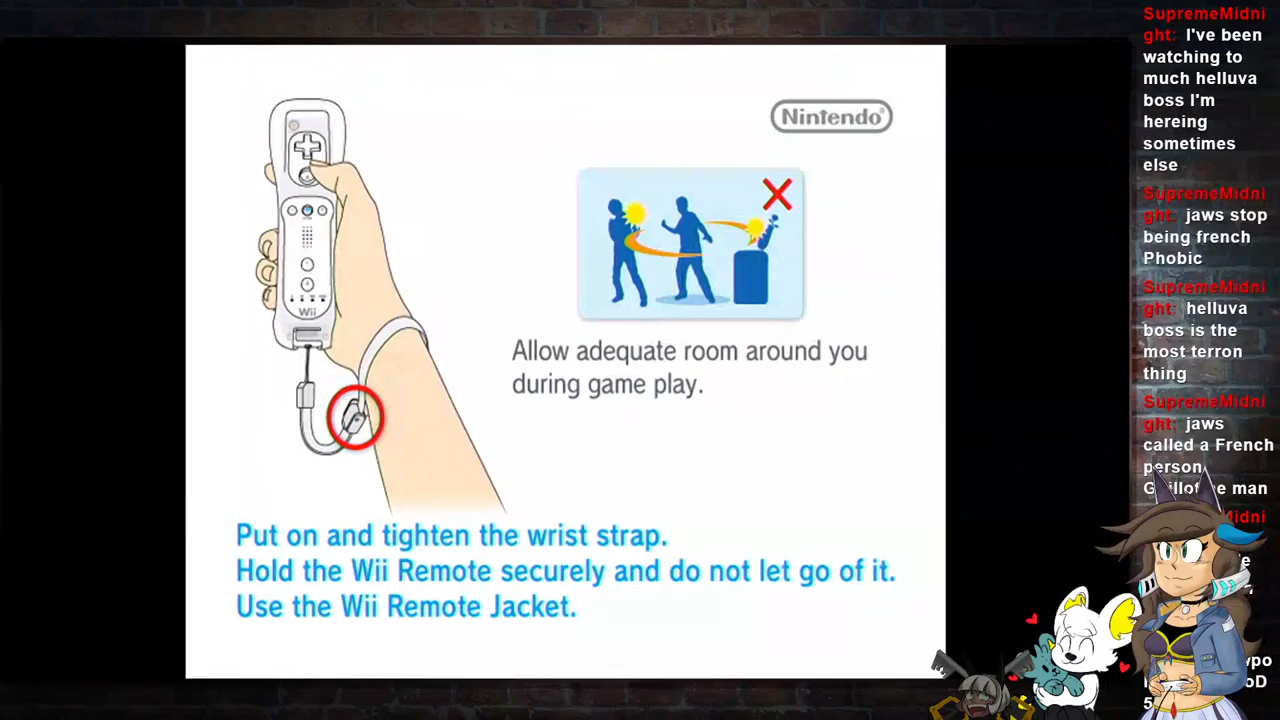 Nintendo®
Wii
Allow adequate room around you
during game play.
Put on and tighten the wrist strap.
Hold the Wii Remote securely and do not let go of it.
Use the Wii Remote Jacket.
SupremeMidni
ght: I've been
watching to
much helluva
boss I'm
hereing
sometimes
else
SupremeMidni
ght: jaws stop
being french
Phobic
SupremeMidni
ght: helluva
boss is the
most terron
thing
SupremeMidni
ght: jaws
called a French
person
man